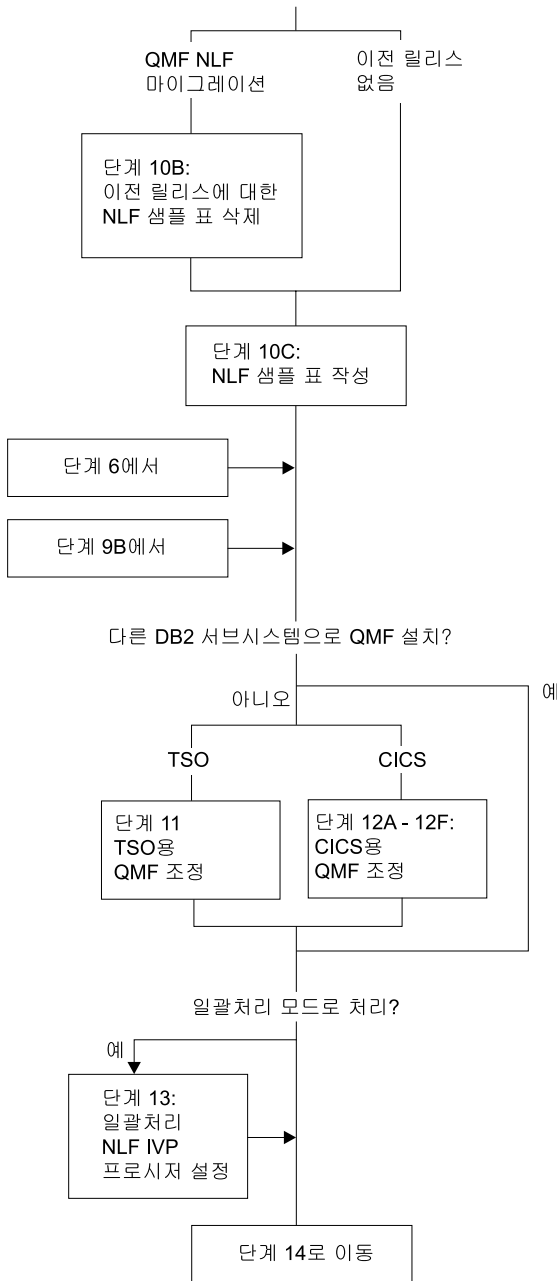 QMF NLF
마이그레이션
이전 릴리스
없음
단계 10B:
이전 릴리스에 대한
NLF 샘플 표 삭제
단계 10C:
NLF 샘플 표 작성
단계 6에서
단계 9B에서
다른 DB2 서브시스템으로 QMF 설치?
아니오
예
TSO
CICS
단계 11
TSO용
QMF 조정
단계 12A - 12F:
CICS용
QMF 조정
일괄처리 모드로 처리?
예
단계 13:
일괄처리
NLF IVP
프로시저 설정
단계 14로 이동